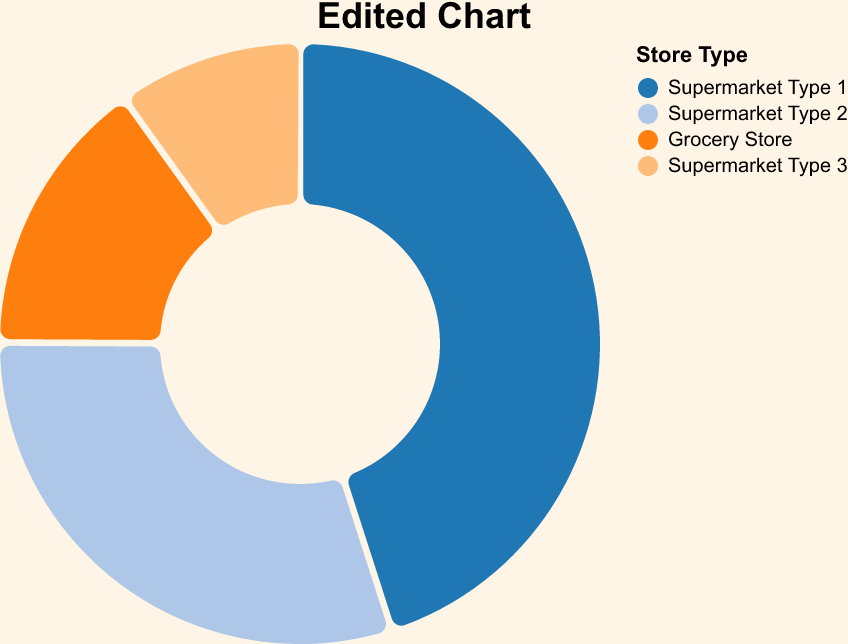 Edited Chart
Store Type
Supermarket Type 1
Supermarket Type 2
Grocery Store
Supermarket Type 3